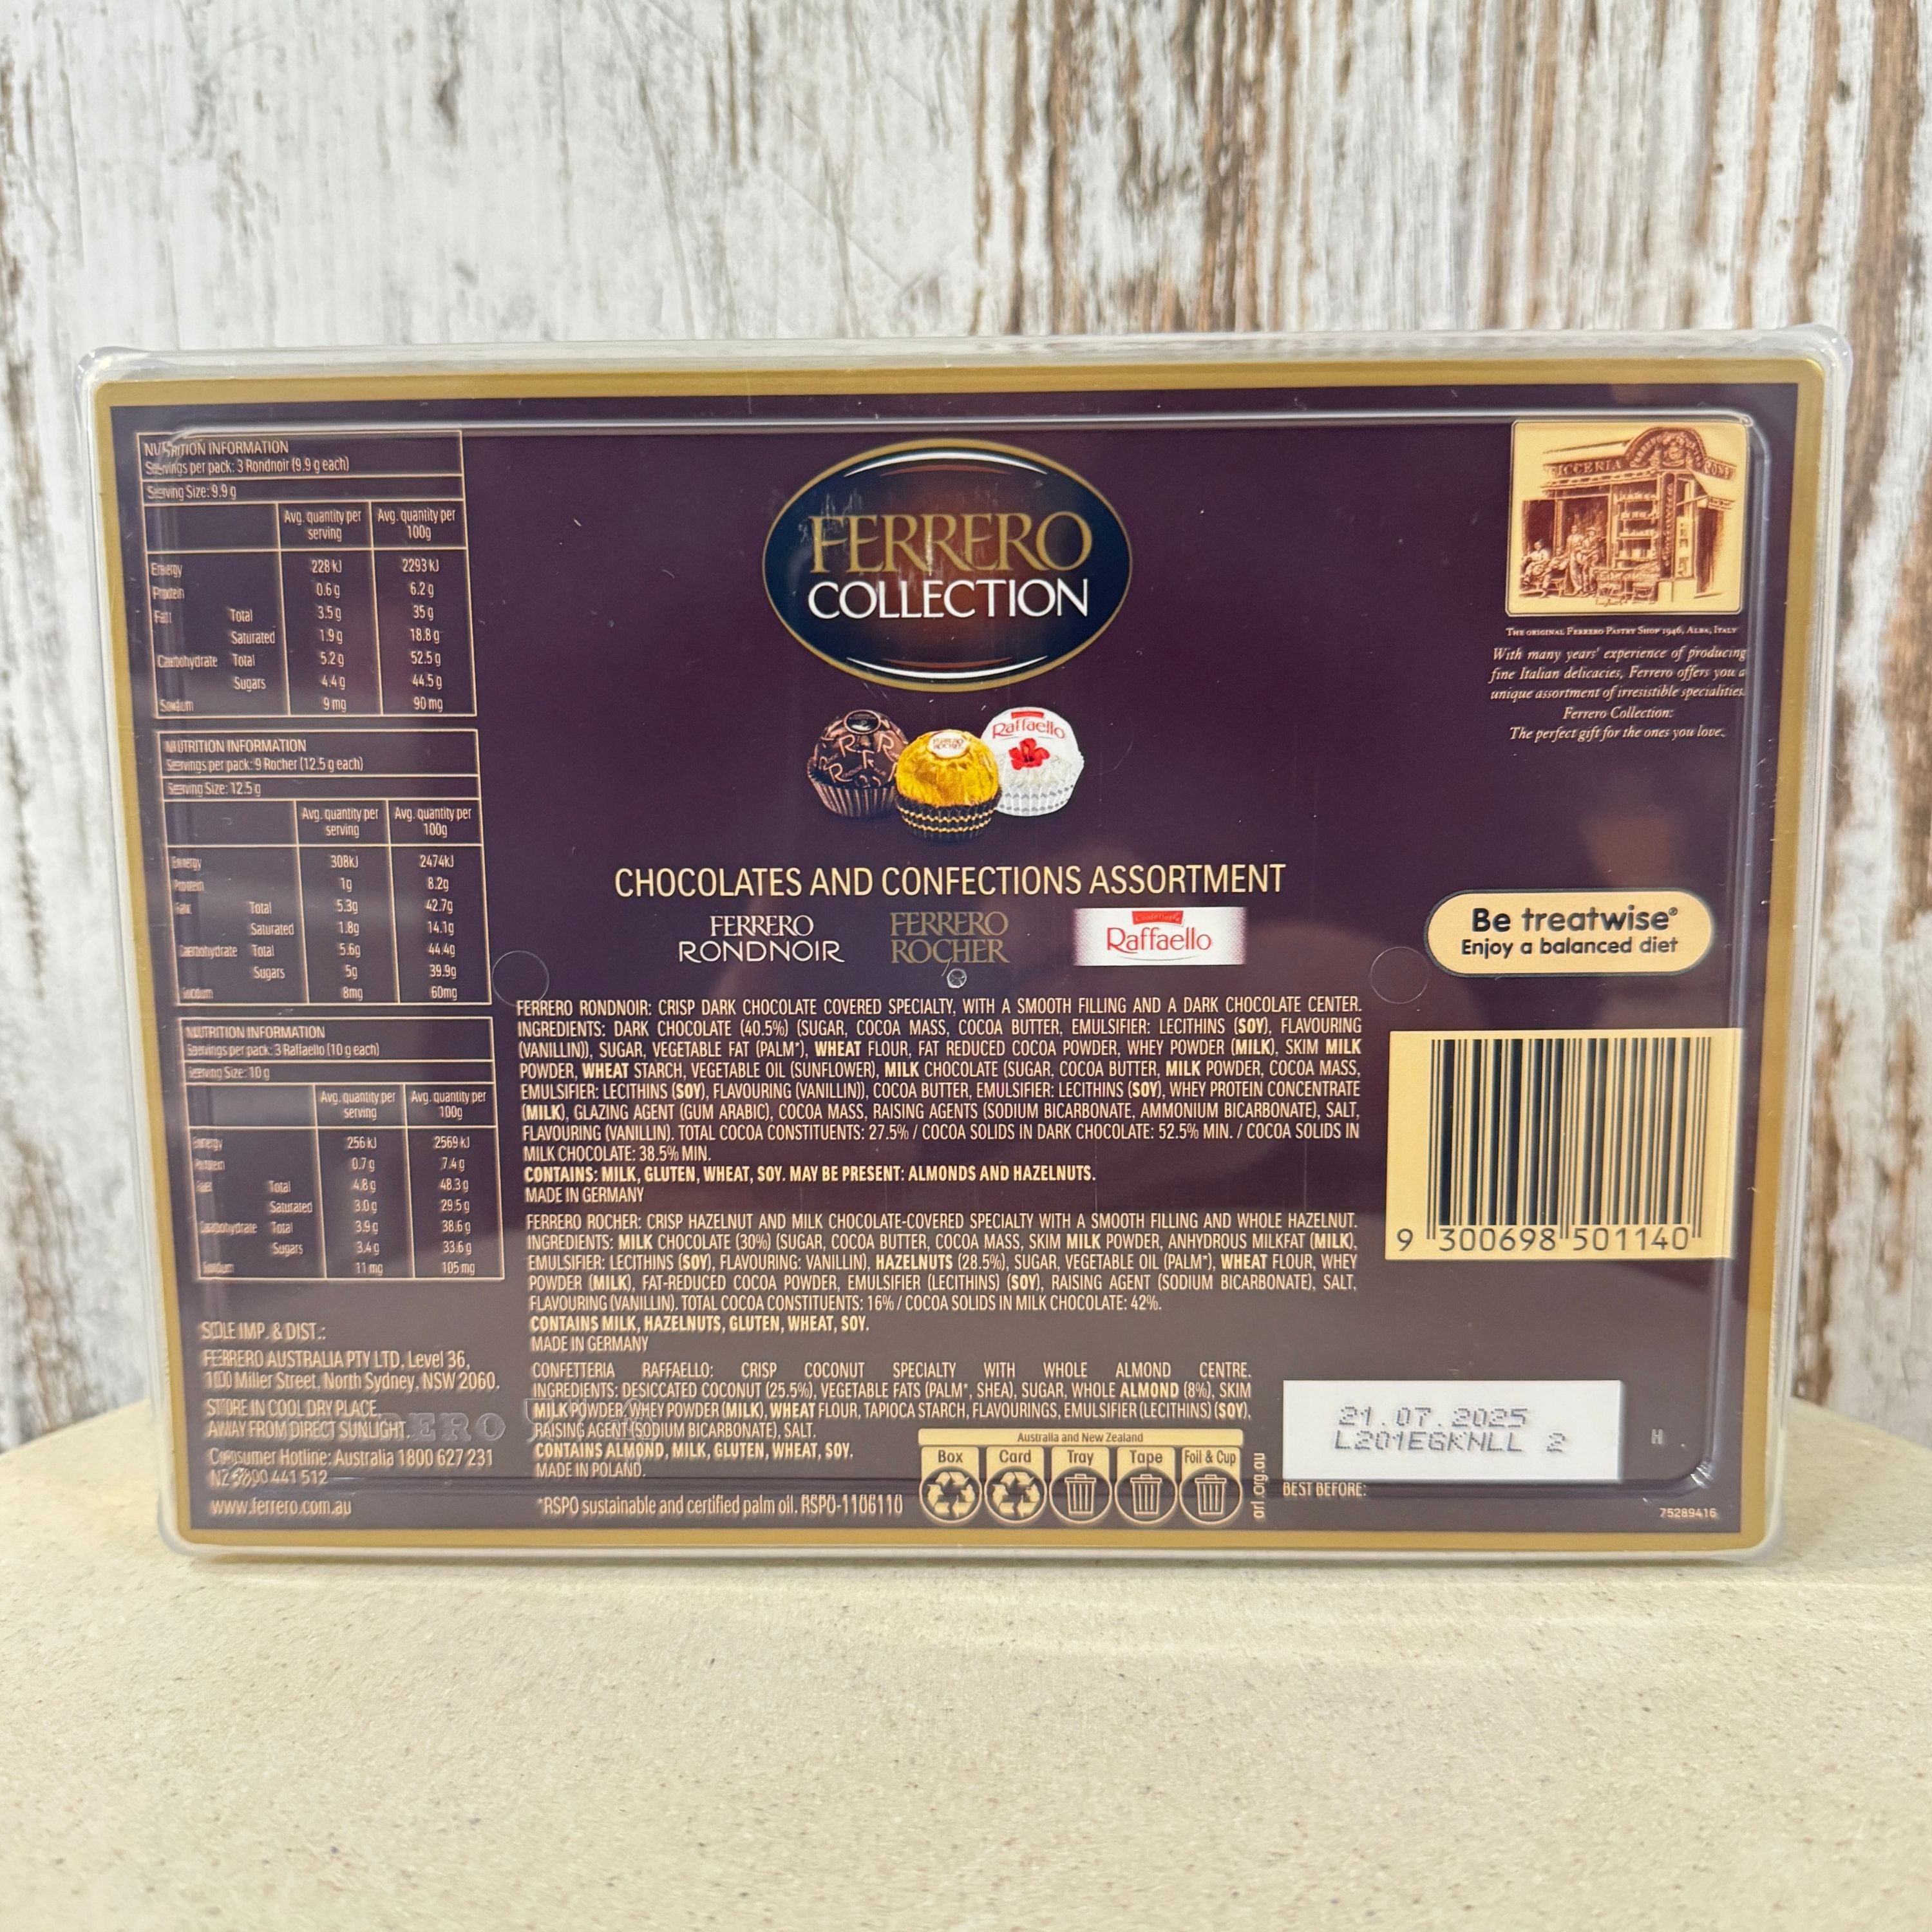 NUTRITION INFORMATION
Servings per pack: 3 Rondnoir (9.9 g each)
Serving Size: 9.9 g
Avg. quantity per serving
Avg. quantity per 100g
Energy 228 kJ 2293 kJ
Protein 0.6 g 6.2 g
Fat Total 3.5 g 35 g
Saturated 1.9 g 18.8 g
Carbohydrate Total 5.2 g 52.5 g
Sugars 4.4 g 44.5 g
Sodium 9 mg 90 mg
NUTRITION INFORMATION
Servings per pack: 9 Rocher (12.5 g each)
Serving Size: 12.5 g
Avg. quantity per serving
Avg. quantity per 100g
Energy 308kJ 2474kJ
Protein 1g 8.2g
Fat Total 5.3g 42.7g
Saturated 1.8g 14.1g
Carbohydrate Total 5.6g 44.4g
Sugars 5g 39.9g
Sodium 8mg 60mg
NUTRITION INFORMATION
Servings per pack: 3 Raffaello (10 g each)
Serving Size: 10 g
Avg. quantity per serving
Avg. quantity per 100g
Energy 256 kJ 2569 kJ
Protein 0.7 g 7.4 g
Fat Total 4.8 g 48.3 g
Saturated 3.0 g 29.5 g
Carbohydrate Total 3.9 g 38.6 g
Sugars 3.4 g 33.6 g
Sodium 11 mg 105 mg
SOLE IMP. & DIST.:
FERRERO AUSTRALIA PTY LTD, Level 36,
100 Miller Street, North Sydney, NSW 2060.
STORE IN COOL DRY PLACE,
AWAY FROM DIRECT SUNLIGHT.
Consumer Hotline: Australia 1800 627 231
NZ 0800 441 512
www.ferrero.com.au
FERRERO
COLLECTION
FERRERO
ROCHER
Raffaello
CHOCOLATES AND CONFECTIONS ASSORTMENT
FERRERO
RONDNOIR
FERRERO
ROCHER
Confetteria
Raffaello
FERRERO RONDNOIR: CRISP DARK CHOCOLATE COVERED SPECIALTY, WITH A SMOOTH FILLING AND A DARK CHOCOLATE CENTER.
INGREDIENTS: DARK CHOCOLATE (40.5%) (SUGAR, COCOA MASS, COCOA BUTTER, EMULSIFIER: LECITHINS (SOY), FLAVOURING
(VANILLIN)), SUGAR, VEGETABLE FAT (PALM*), WHEAT FLOUR, FAT REDUCED COCOA POWDER, WHEY POWDER (MILK), SKIM MILK
POWDER, WHEAT STARCH, VEGETABLE OIL (SUNFLOWER), MILK CHOCOLATE (SUGAR, COCOA BUTTER, MILK POWDER, COCOA MASS,
EMULSIFIER: LECITHINS (SOY), FLAVOURING (VANILLIN)), COCOA BUTTER, EMULSIFIER: LECITHINS (SOY), WHEY PROTEIN CONCENTRATE
(MILK), GLAZING AGENT (GUM ARABIC), COCOA MASS, RAISING AGENTS (SODIUM BICARBONATE, AMMONIUM BICARBONATE), SALT,
FLAVOURING (VANILLIN). TOTAL COCOA CONSTITUENTS: 27.5% / COCOA SOLIDS IN DARK CHOCOLATE: 52.5% MIN. / COCOA SOLIDS IN
MILK CHOCOLATE: 38.5% MIN.
CONTAINS: MILK, GLUTEN, WHEAT, SOY. MAY BE PRESENT: ALMONDS AND HAZELNUTS.
MADE IN GERMANY
FERRERO ROCHER: CRISP HAZELNUT AND MILK CHOCOLATE-COVERED SPECIALTY WITH A SMOOTH FILLING AND WHOLE HAZELNUT.
INGREDIENTS: MILK CHOCOLATE (30%) (SUGAR, COCOA BUTTER, COCOA MASS, SKIM MILK POWDER, ANHYDROUS MILKFAT (MILK),
EMULSIFIER: LECITHINS (SOY), FLAVOURING: VANILLIN), HAZELNUTS (28.5%), SUGAR, VEGETABLE OIL (PALM*), WHEAT FLOUR, WHEY
POWDER (MILK), FAT-REDUCED COCOA POWDER, EMULSIFIER (LECITHINS) (SOY), RAISING AGENT (SODIUM BICARBONATE), SALT,
FLAVOURING (VANILLIN). TOTAL COCOA CONSTITUENTS: 16% / COCOA SOLIDS IN MILK CHOCOLATE: 42%.
CONTAINS MILK, HAZELNUTS, GLUTEN, WHEAT, SOY.
MADE IN GERMANY
CONFETTERIA RAFFAELLO: CRISP COCONUT SPECIALTY WITH WHOLE ALMOND CENTRE.
INGREDIENTS: DESICCATED COCONUT (25.5%), VEGETABLE FATS (PALM*, SHEA), SUGAR, WHOLE ALMOND (8%), SKIM
MILK POWDER, WHEY POWDER (MILK), WHEAT FLOUR, TAPIOCA STARCH, FLAVOURINGS, EMULSIFIER (LECITHINS) (SOY),
RAISING AGENT (SODIUM BICARBONATE), SALT.
CONTAINS ALMOND, MILK, GLUTEN, WHEAT, SOY.
MADE IN POLAND.
*RSPO sustainable and certified palm oil. RSPO-1106110
Australia and New Zealand
Box Card Tray Tape Foil & Cup
arl.org.au
THE ORIGINAL FERRERO PASTRY SHOP 1946, ALBA, ITALY
With many years' experience of producing
fine Italian delicacies, Ferrero offers you a
unique assortment of irresistible specialities.
Ferrero Collection:
The perfect gift for the ones you love.
Be treatwise®
Enjoy a balanced diet
9 300698 501140
21.07.2025
L201EGKNLL 2
H
BEST BEFORE:
75289416